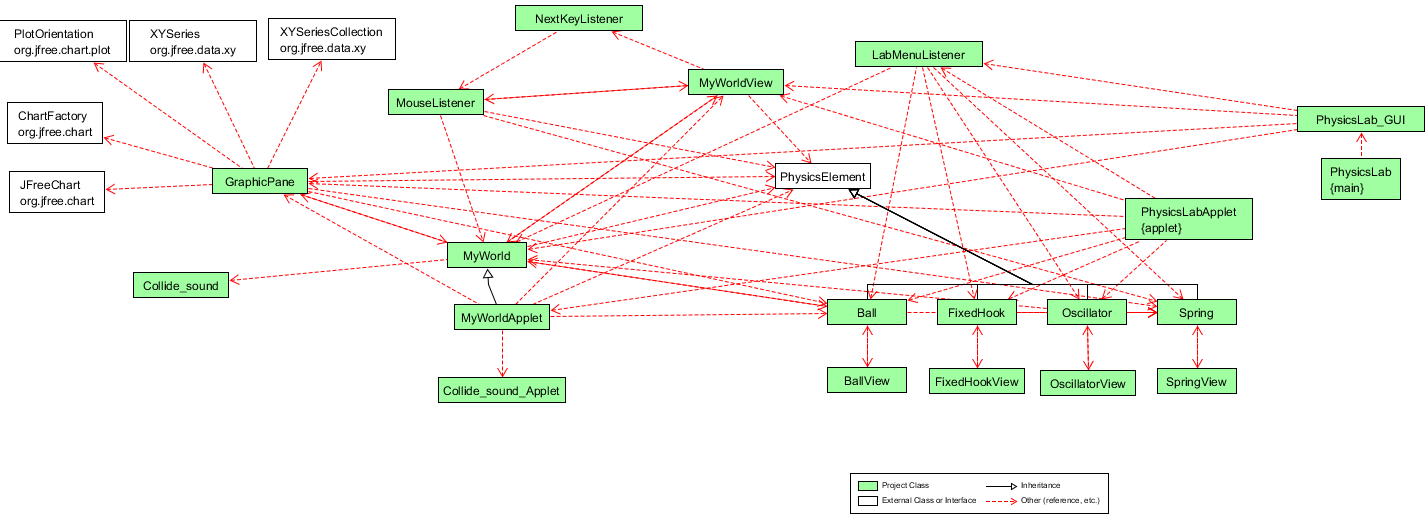 NextKeyListener
PlotOrientation
org.jfree.chart.plot
XYSeries
org.jfree.data.xy
XYSeriesCollection
org.jfree.data.xy
LabMenuListener
MyWorldView
MouseListener
ChartFactory
org.jfree.chart
PhysicsLab_GUI
JFreeChart
org.jfree.chart
GraphicPane
PhysicsElement
PhysicsLab
{main}
PhysicsLabApplet
{applet}
MyWorld
Collide_sound
MyWorldApplet
Ball
FixedHook
Oscillator
Spring
Collide_sound_Applet
BallView
FixedHookView
OscillatorView
SpringView
Project Class
Inheritance
External Class or Interface
Other (reference, etc.)